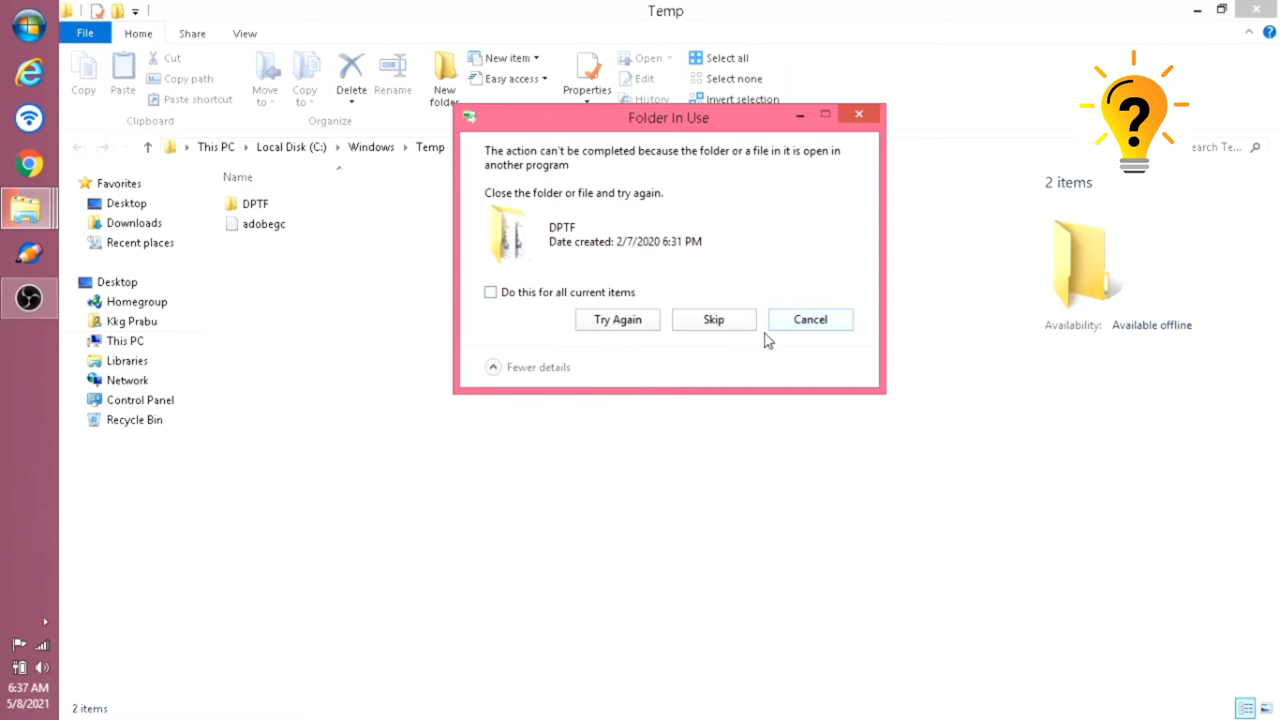 Temp
File
Home
Share
View
Copy
Paste
Cut
Copy path
Paste shortcut
Clipboard
Move
to
Copy
to
Delete
Rename
Organize
New
folder
New item
Easy access
Properties
Open
Edit
History
Select all
Select none
Invert selection
This PC
Local Disk (C:)
Windows
Temp
earch Te...
Favorites
Desktop
Downloads
Recent places
Desktop
Homegroup
Kkg Prabu
This PC
Libraries
Network
Control Panel
Recycle Bin
Name
DPTF
adobegc
Folder In Use
The action can't be completed because the folder or a file in it is open in
another program
Close the folder or file and try again.
DPTF
Date created: 2/7/2020 6:31 PM
Do this for all current items
Try Again
Skip
Cancel
Fewer details
?
2 items
Availability: Available offline
6:37 AM
5/8/2021
2 items